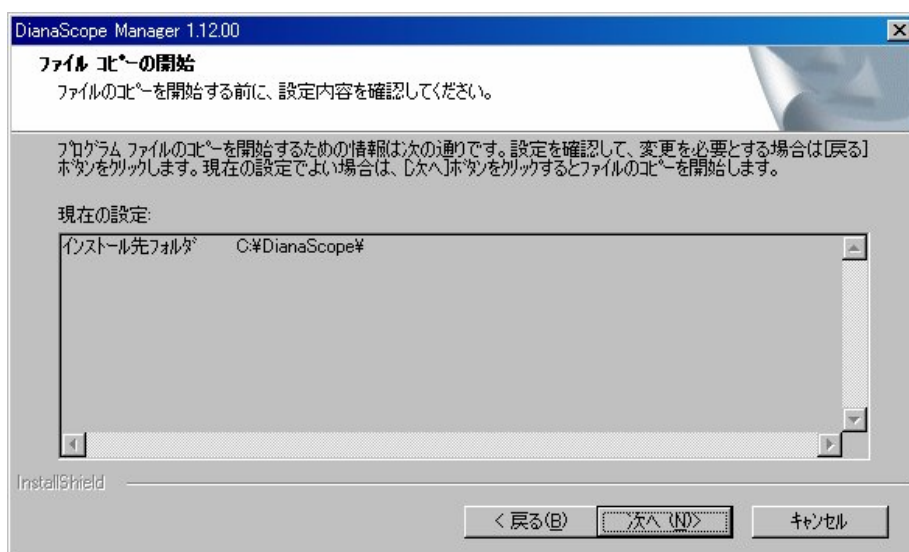 DianaScope Manager 1.12.00
ファイル コピーの開始
ファイルのコピーを開始する前に、設定内容を確認してください。
プログラム ファイルのコピーを開始するための情報は次の通りです。設定を確認して、変更を必要とする場合は[戻る]
ボタンをクリックします。現在の設定でよい場合は、[次へ]ボタンをクリックするとファイルのコピーを開始します。
現在の設定:
インストール先フォルダ C:¥DianaScope¥
InstallShield
< 戻る(B) 次へ (N)> キャンセル